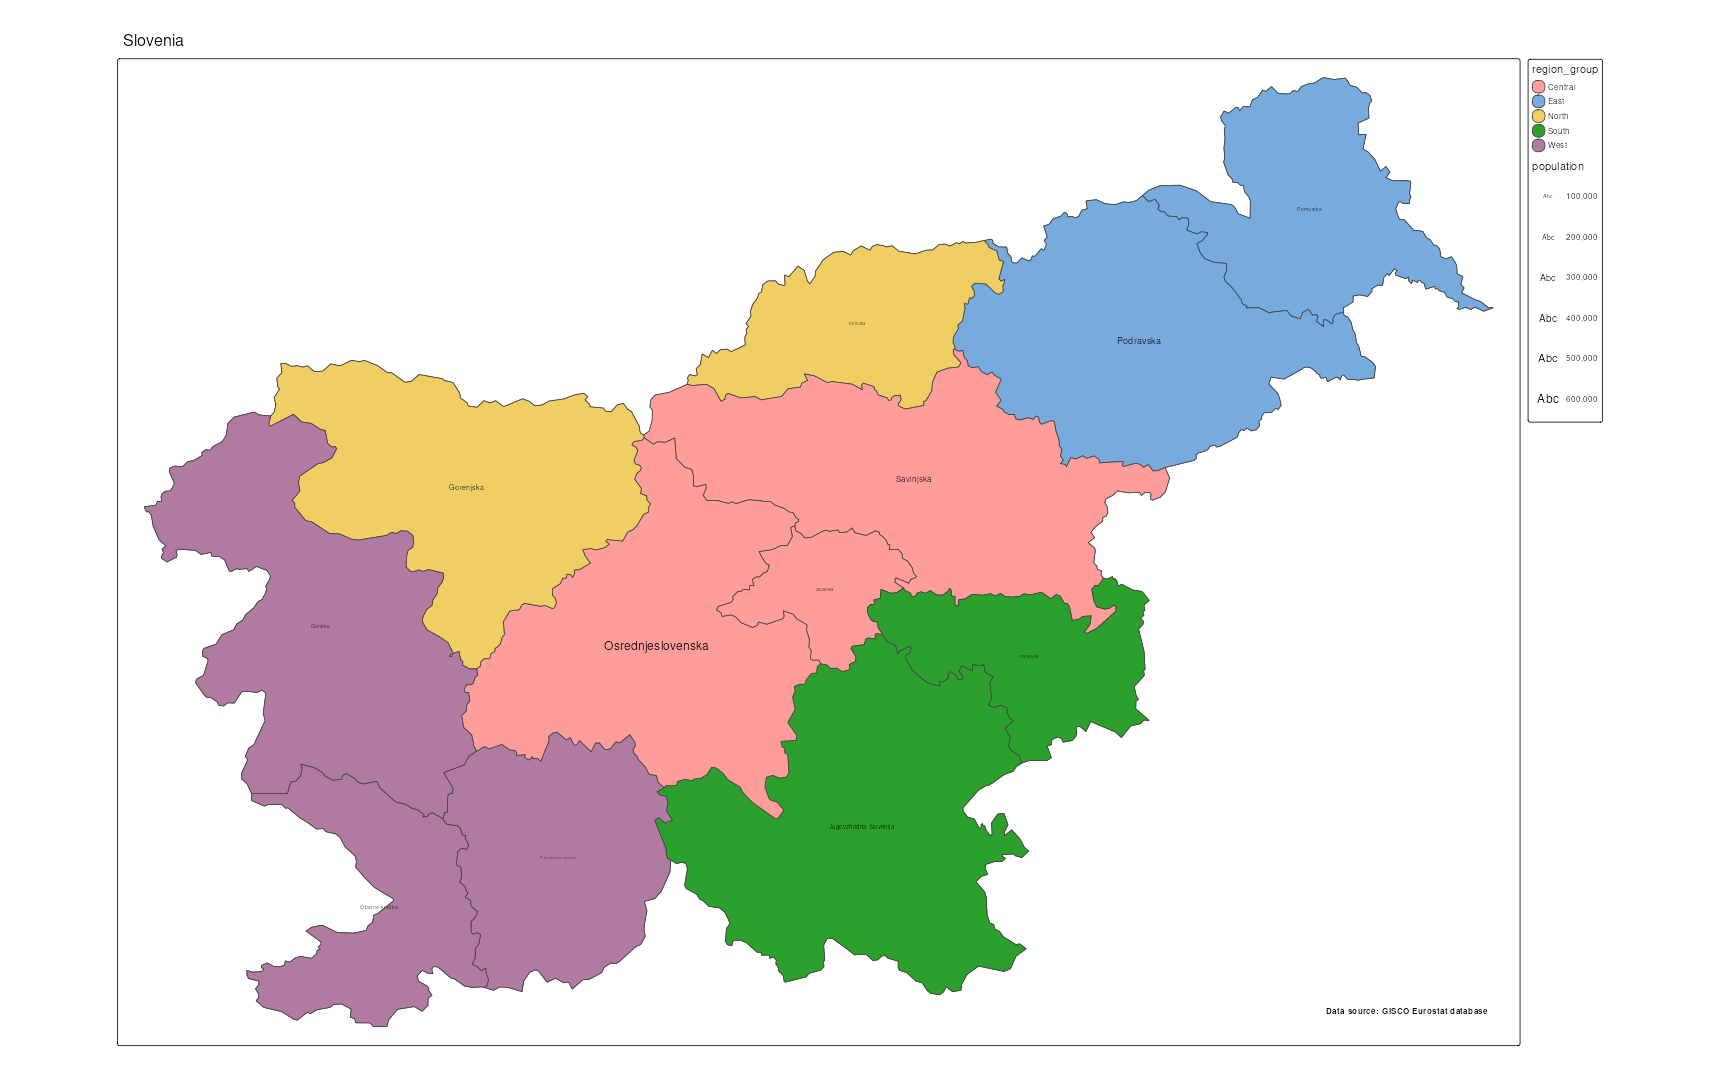 Slovenia
region_group
Central
East
North
South
West
population
Abc 100,000
Abc 200,000
Abc 300,000
Abc 400,000
Abc 500,000
Abc 600,000
Pomurska
Koroška
Podravska
Savinjska
Gorenjska
Zasavska
Goriška
Osrednjeslovenska
Posavska
Jugovzhodna Slovenija
Obalno-kraška
Data source: GISCO Eurostat database